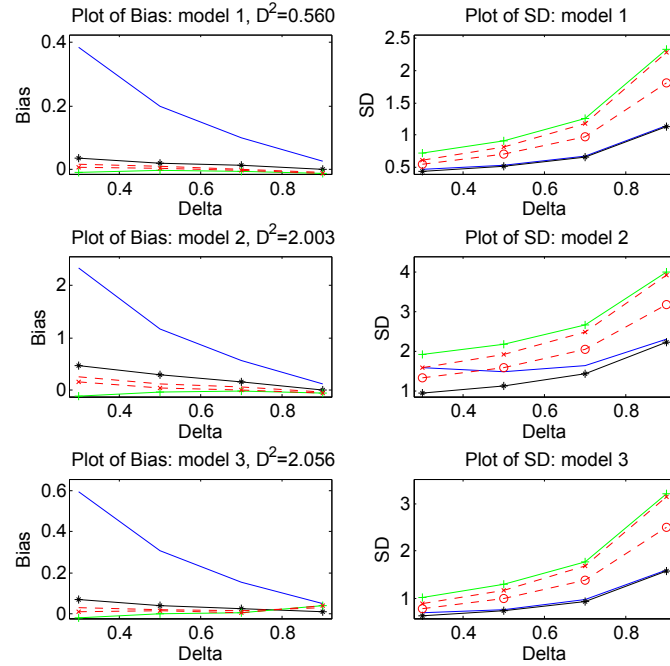 Plot of Bias: model 1, D^2=0.560
Bias
0.4
0.2
0
0.4 0.6 0.8
Delta
Plot of SD: model 1
SD
2.5
2
1.5
1
0.5
0.4 0.6 0.8
Delta
Plot of Bias: model 2, D^2=2.003
Bias
2
1
0
0.4 0.6 0.8
Delta
Plot of SD: model 2
SD
4
3
2
1
0.4 0.6 0.8
Delta
Plot of Bias: model 3, D^2=2.056
Bias
0.6
0.4
0.2
0
0.4 0.6 0.8
Delta
Plot of SD: model 3
SD
3
2
1
0.4 0.6 0.8
Delta